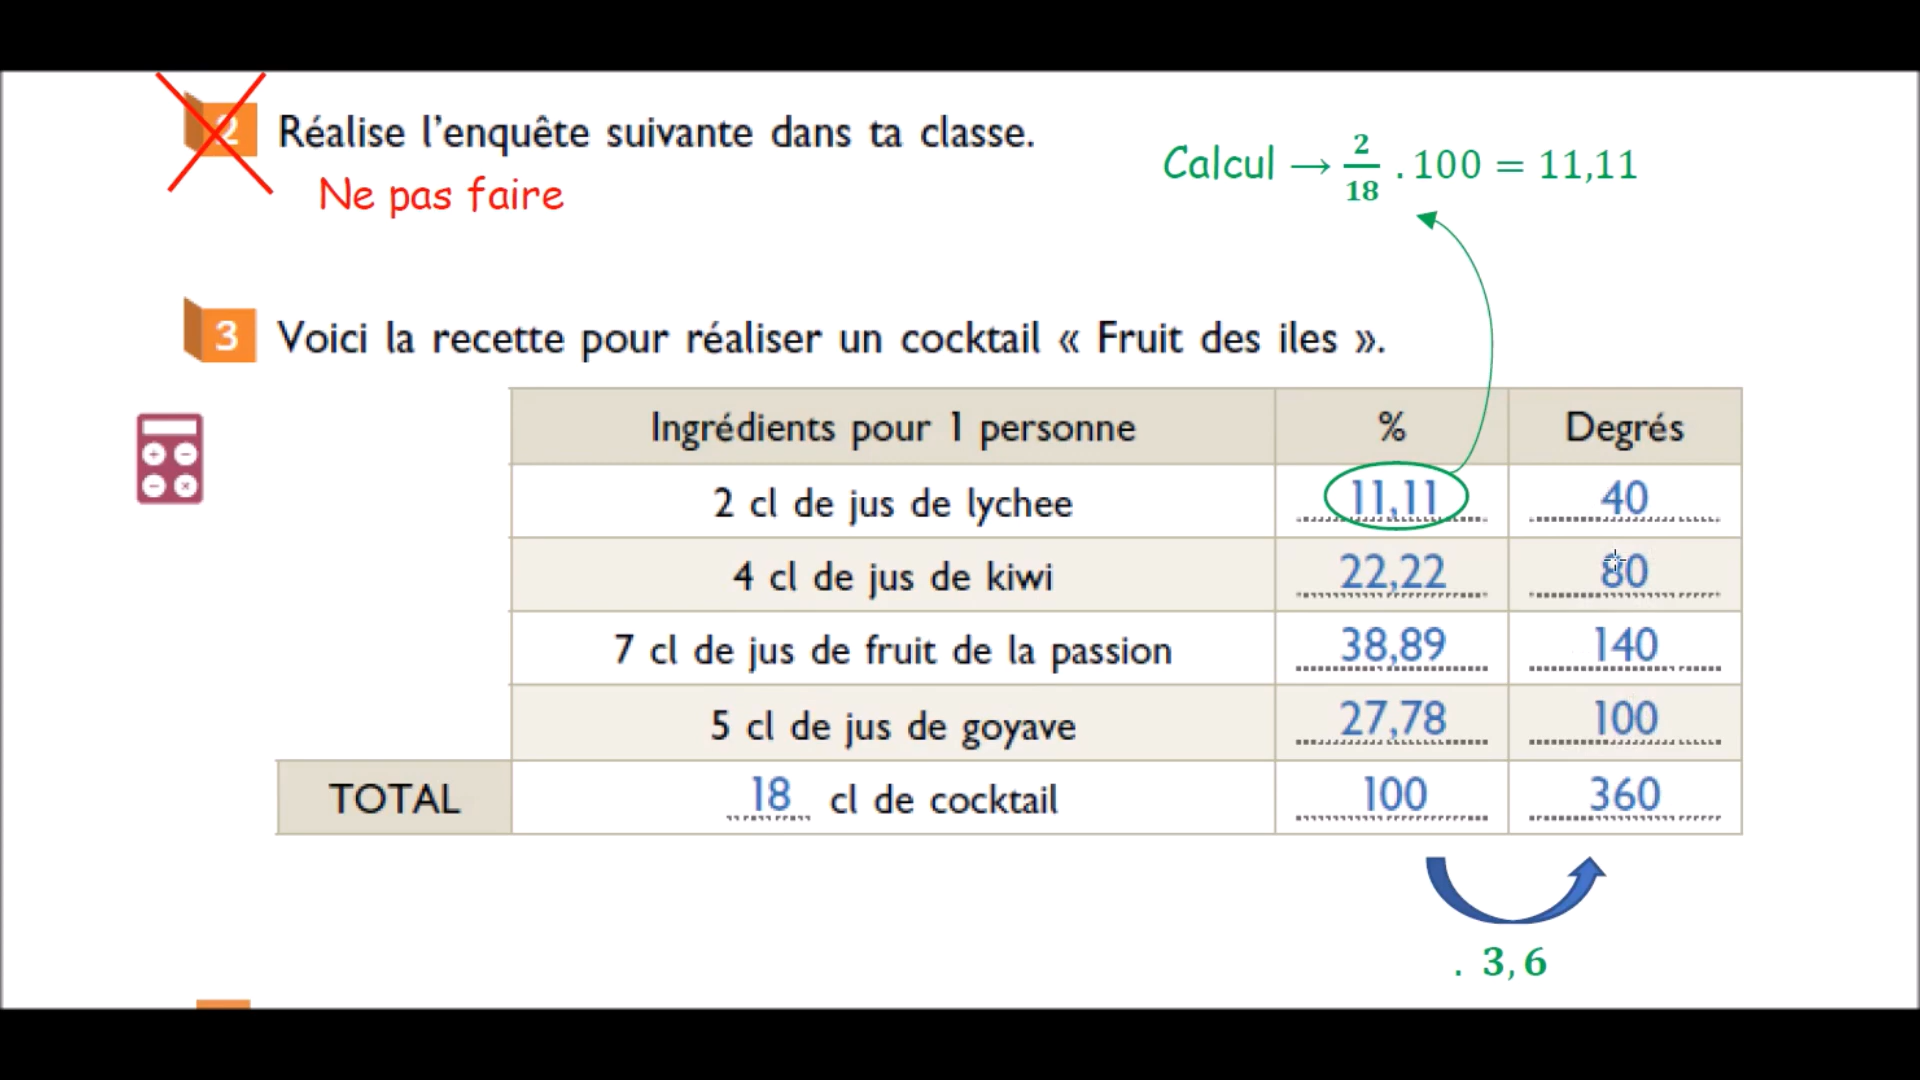 2 Réalise l'enquête suivante dans ta classe.
Ne pas faire
Calcul → 2/18 . 100 = 11,11
3 Voici la recette pour réaliser un cocktail « Fruit des iles ».
Ingrédients pour 1 personne % Degrés
2 cl de jus de lychee 11,11 40
4 cl de jus de kiwi 22,22 80
7 cl de jus de fruit de la passion 38,89 140
5 cl de jus de goyave 27,78 100
TOTAL 18 cl de cocktail 100 360
. 3,6